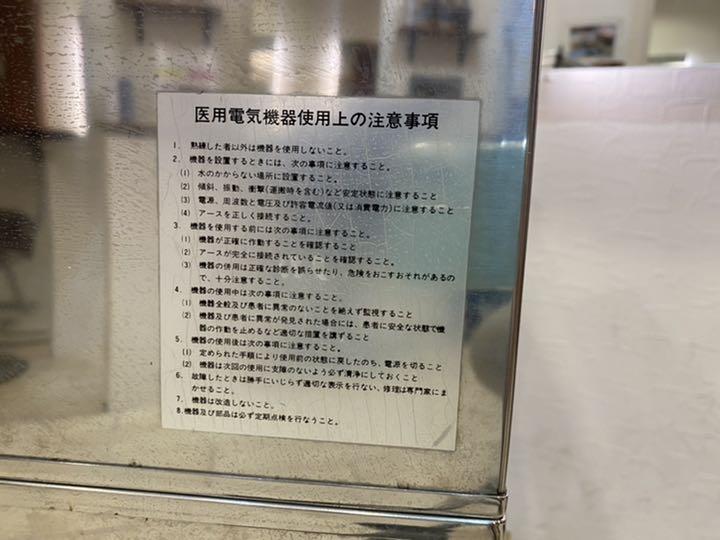 医用電気機器使用上の注意事項
1. 熟練した者以外は機器を使用しないこと。
2. 機器を設置するときには、次の事項に注意すること。
(1) 水のかからない場所に設置すること。
(2) 傾斜、振動、衝撃(運搬時を含む)など安定状態に注意すること
(3) 電源、周波数と電圧及び許容電流値(又は消費電力)に注意すること
(4) アースを正しく接続すること。
3. 機器を使用する前には次の事項に注意すること。
(1) 機器が正確に作動することを確認すること
(2) アースが完全に接続されていることを確認すること。
(3) 機器の併用は正確な診断を誤らせたり、危険をおこすおそれがあるの
で、十分注意すること。
4. 機器の使用中は次の事項に注意すること。
(1) 機器全般及び患者に異常のないことを絶えず監視すること
(2) 機器及び患者に異常が発見された場合には、患者に安全な状態で機
器の作動を止めるなど適切な措置を講ずること
5. 機器の使用後は次の事項に注意すること。
(1) 定められた手順により使用前の状態に戻したのち、電源を切ること
(2) 機器は次回の使用に支障のないよう必ず清浄にしておくこと
6. 故障したときは勝手にいじらず適切な表示を行ない、修理は専門家にま
かせること。
7. 機器は改造しないこと。
8. 機器及び部品は必ず定期点検を行なうこと。